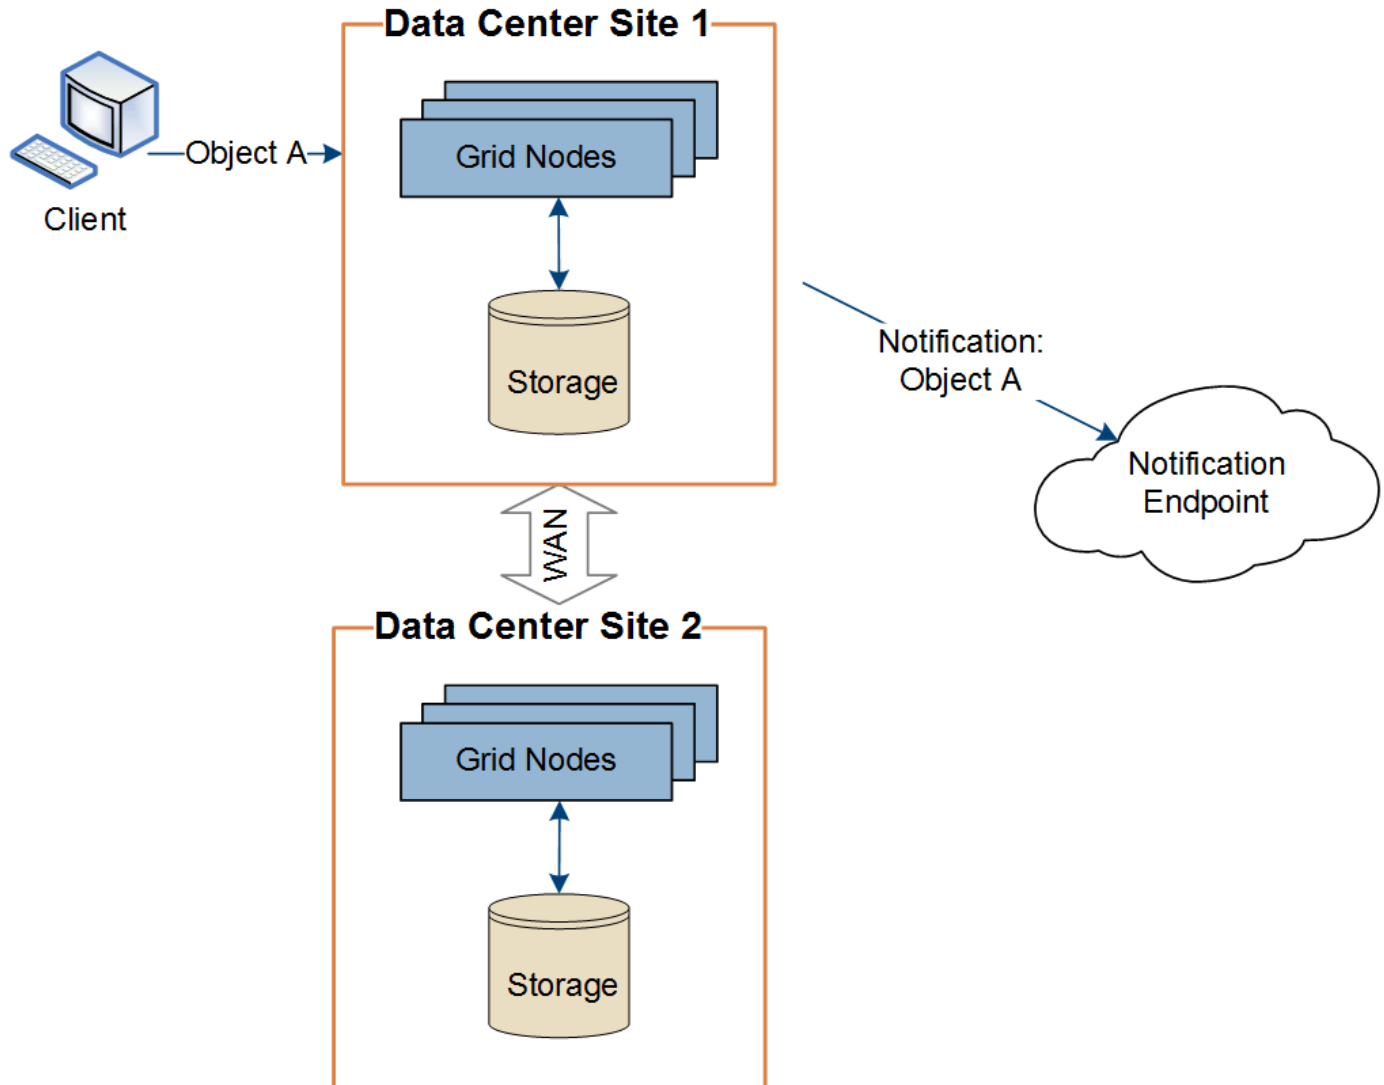 Data Center Site 1
Grid Nodes
Object A
Client
Storage
Notification:
Object A
Notification
Endpoint
WAN
Data Center Site 2
Grid Nodes
Storage